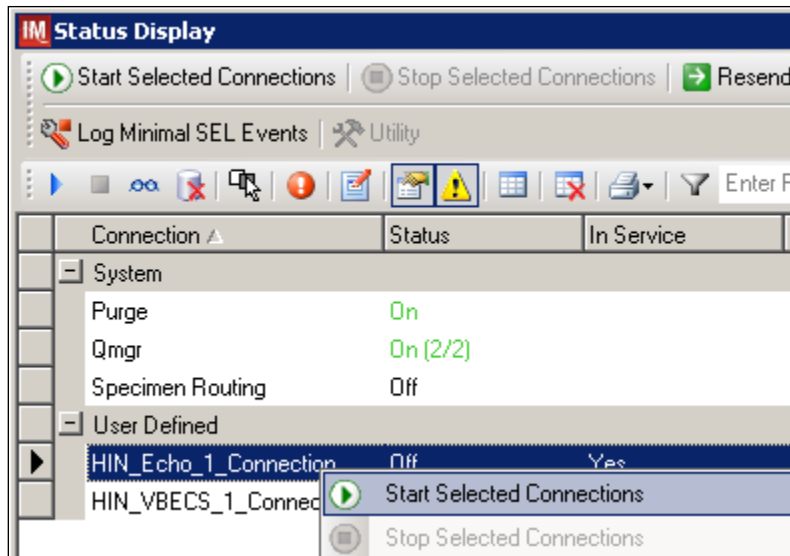 IM Status Display
Start Selected Connections Stop Selected Connections Resend
Log Minimal SEL Events Utility
Enter
Connection Status In Service
System
Purge On
Qmgr On (2/2)
Specimen Routing Off
User Defined
HIN_Echo_1_Connection Off Yes
HIN_VBECS_1_Connec
Start Selected Connections
Stop Selected Connections